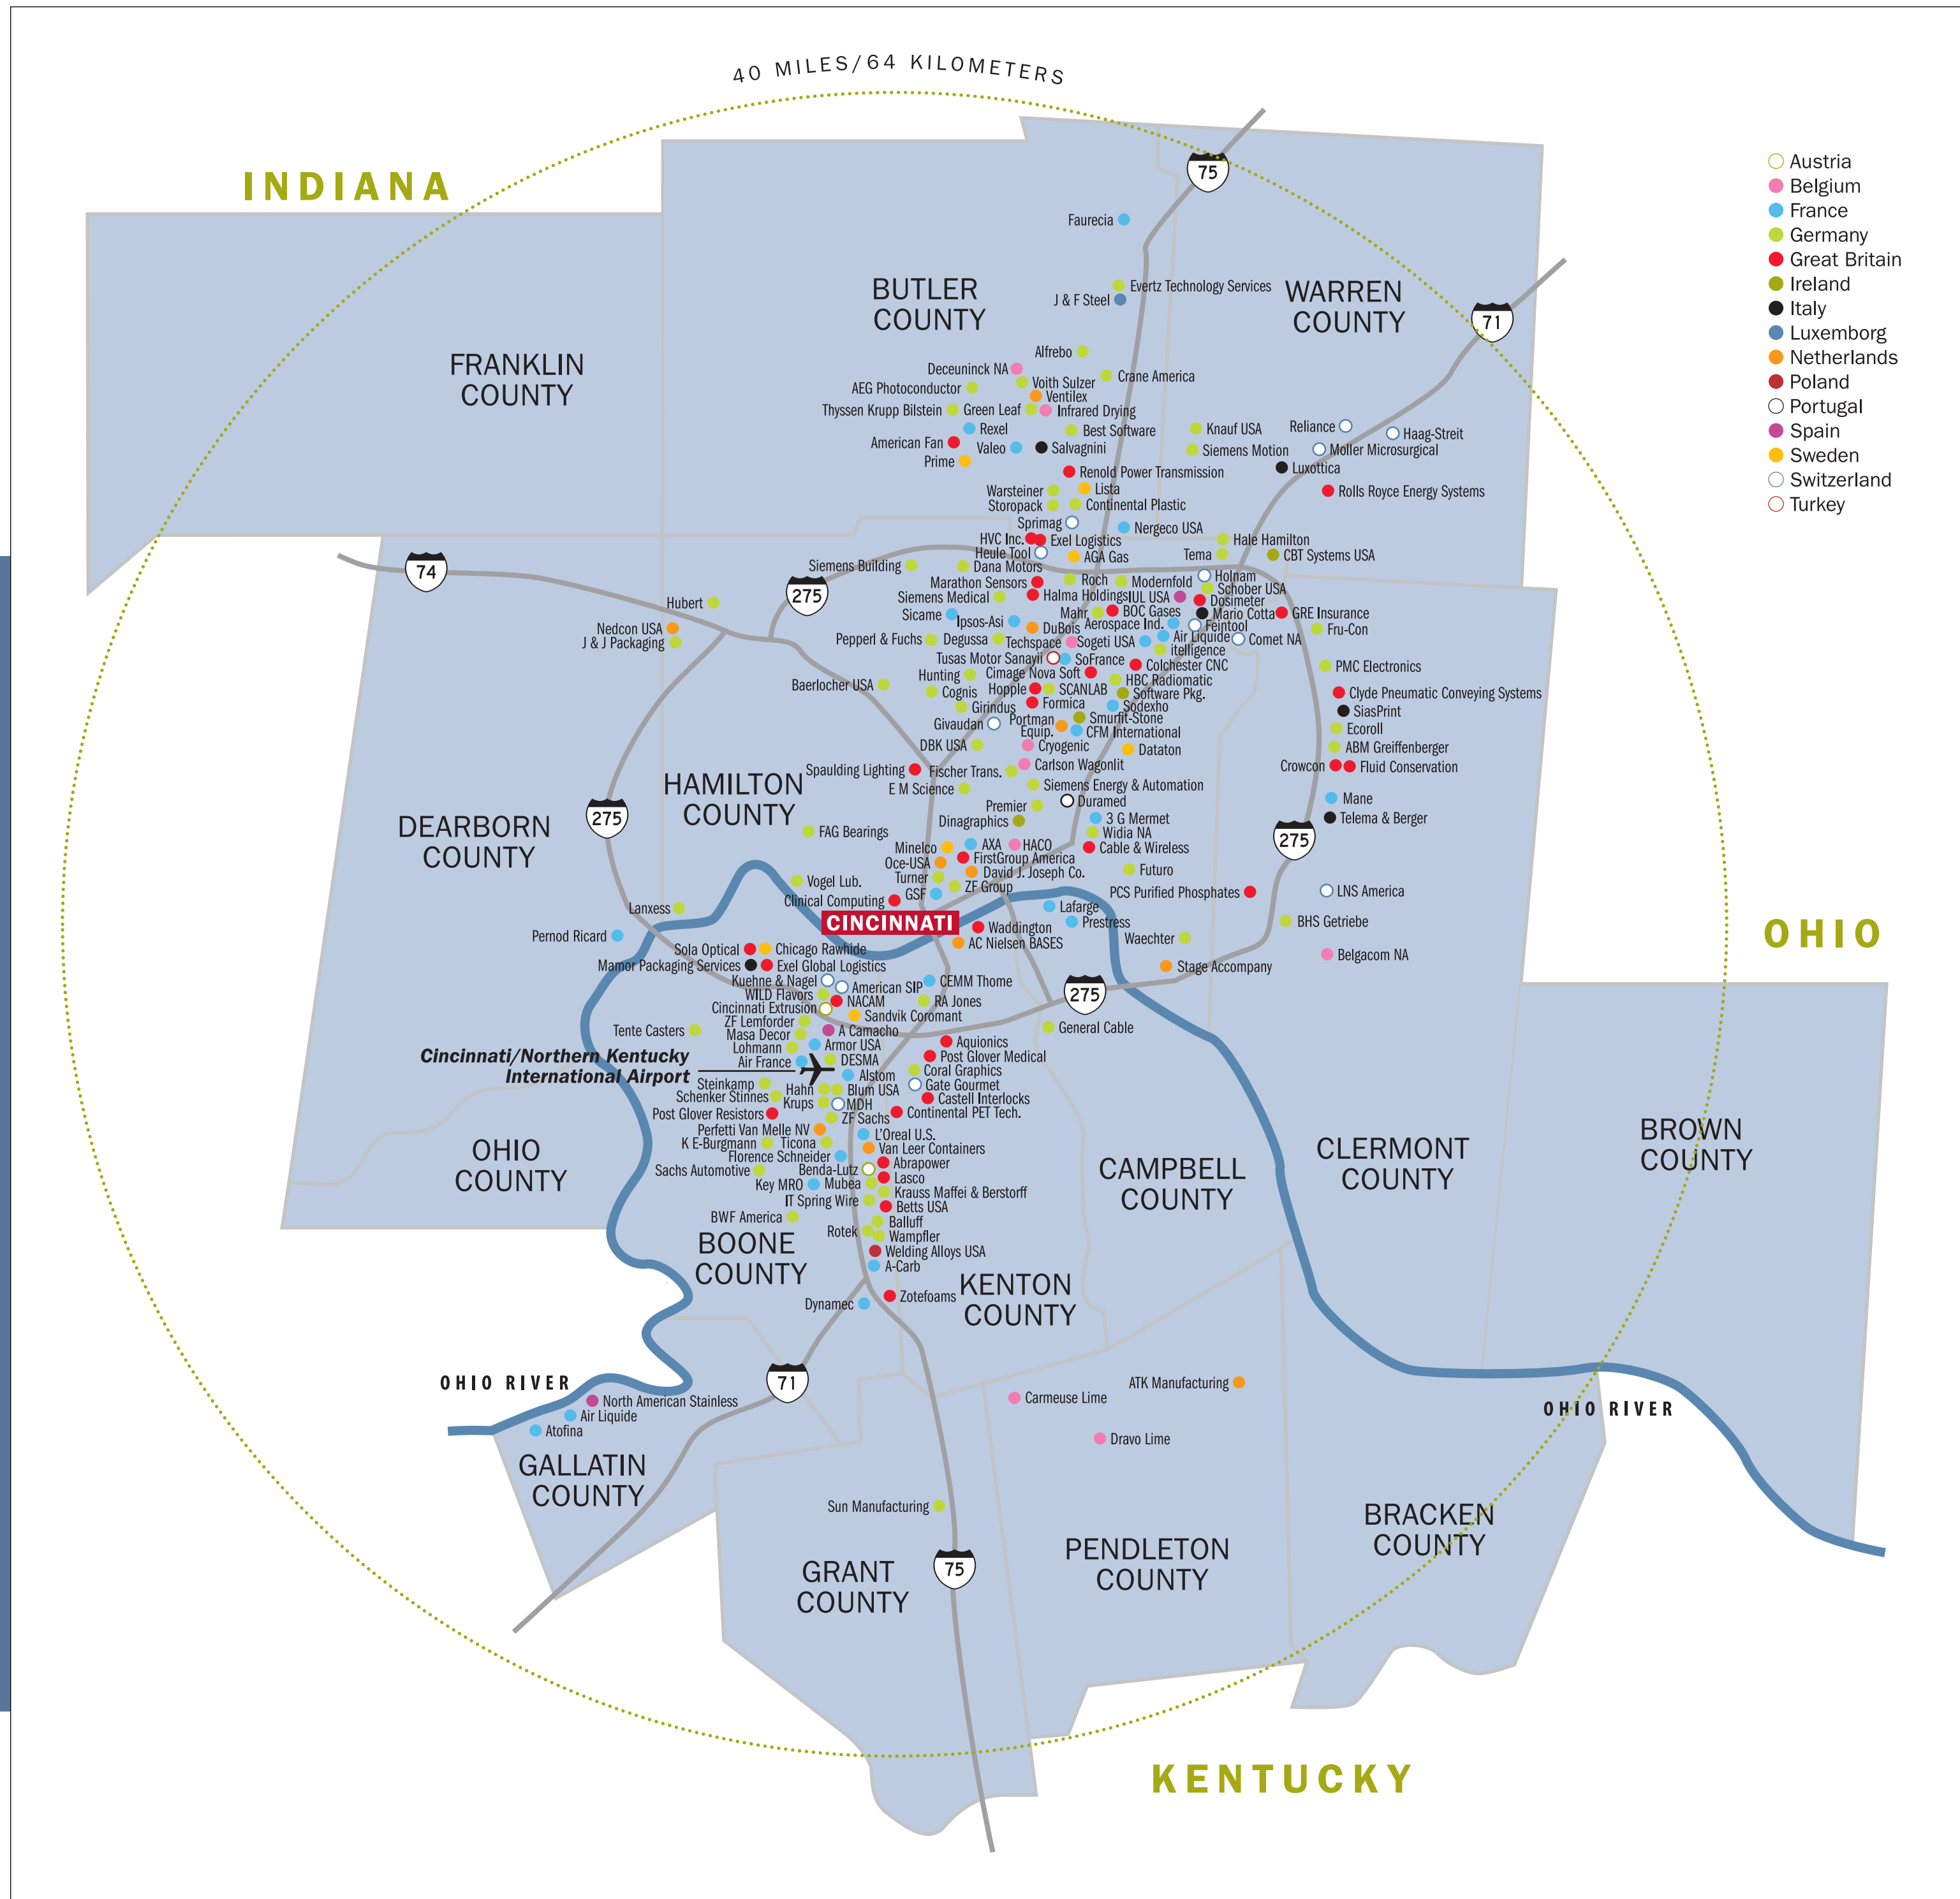 40 MILES/64 KILOMETERS
INDIANA
75
Austria
Belgium
France
Germany
Great Britain
Ireland
Italy
Luxemborg
Netherlands
Poland
Portugal
Spain
Sweden
Switzerland
Turkey
Faurecia
BUTLER
COUNTY
Evertz Technology Services
J & F Steel
WARREN
COUNTY
71
FRANKLIN
COUNTY
Alfrebo
Deceuninck NA
Crane America
Voith Sulzer
AEG Photoconductor
Ventilex
Thyssen Krupp Bilstein
Green Leaf
Infrared Drying
Rexel
Best Software
Knauf USA
Reliance
Haag-Streit
American Fan
Valeo
Salvagnini
Siemens Motion
Moller Microsurgical
Prime
Luxottica
Renold Power Transmission
Warsteiner
Lista
Rolls Royce Energy Systems
Storopack
Continental Plastic
Sprimag
Nergeco USA
HVC Inc.
Exel Logistics
Hale Hamilton
Heule Tool
AGA Gas
Tema
CBT Systems USA
74
Siemens Building
Dana Motors
275
Marathon Sensors
Roch
Modernfold
Holnam
Schober USA
Siemens Medical
Halma Holdings
IUL USA
Dosimeter
Hubert
Sicame
Mahr
BOC Gases
Mario Cotta
GRE Insurance
Ipsos-Asi
DuBois
Aerospace Ind.
Feintool
Fru-Con
Nedcon USA
J & J Packaging
Pepperl & Fuchs
Degussa
Techspace
Sogeti USA
Air Liquide
Comet NA
itelligence
Tusas Motor Sanayii
SoFrance
Colchester CNC
PMC Electronics
Hunting
Cimage Nova Soft
HBC Radiomatic
Baerlocher USA
Cognis
Hopple
SCANLAB
Software Pkg.
Clyde Pneumatic Conveying Systems
Girindus
Formica
Sodexho
SiasPrint
Givaudan
Portman
Equip.
Smurfit-Stone
CFM International
Ecoroll
DBK USA
Cryogenic
Dataton
ABM Greiffenberger
Spaulding Lighting
Fischer Trans.
Carlson Wagonlit
Crowcon
Fluid Conservation
HAMILTON
COUNTY
E M Science
Siemens Energy & Automation
Premier
Duramed
Mane
275
DEARBORN
COUNTY
Dinagraphics
3 G Mermet
Telema & Berger
FAG Bearings
Widia NA
275
Minelco
AXA
HACO
Cable & Wireless
Oce-USA
FirstGroup America
Turner
David J. Joseph Co.
Futuro
Vogel Lub.
ZF Group
GSF
PCS Purified Phosphates
LNS America
Clinical Computing
Lanxess
Lafarge
CINCINNATI
Prestress
BHS Getriebe
OHIO
Pernod Ricard
Waddington
Waechter
AC Nielsen BASES
Sola Optical
Chicago Rawhide
Belgacom NA
Mamor Packaging Services
Exel Global Logistics
Stage Accompany
Kuehne & Nagel
American SIP
CEMM Thome
275
WILD Flavors
NACAM
RA Jones
Cincinnati Extrusion
Sandvik Coromant
ZF Lemforder
General Cable
Tente Casters
Masa Decor
A Camacho
Lohmann
Armor USA
Aquionics
Cincinnati/Northern Kentucky
International Airport
Air France
DESMA
Post Glover Medical
Alstom
Coral Graphics
Steinkamp
Hahn
Blum USA
Gate Gourmet
Schenker Stinnes
Krups
MDH
Castell Interlocks
Post Glover Resistors
ZF Sachs
Continental PET Tech.
Perfetti Van Melle NV
L'Oreal U.S.
K E-Burgmann
Ticona
Van Leer Containers
Florence Schneider
Abrapower
Sachs Automotive
Benda-Lutz
Lasco
Key MRO
Mubea
Krauss Maffei & Berstorff
IT Spring Wire
Betts USA
BWF America
Balluff
Rotek
Wampfler
Welding Alloys USA
A-Carb
OHIO
COUNTY
BOONE
COUNTY
CAMPBELL
COUNTY
CLERMONT
COUNTY
BROWN
COUNTY
KENTON
COUNTY
Zotefoams
Dynamec
OHIO RIVER
71
North American Stainless
Air Liquide
Atofina
Carmeuse Lime
ATK Manufacturing
OHIO RIVER
Dravo Lime
GALLATIN
COUNTY
Sun Manufacturing
BRACKEN
COUNTY
GRANT
COUNTY
75
PENDLETON
COUNTY
KENTUCKY